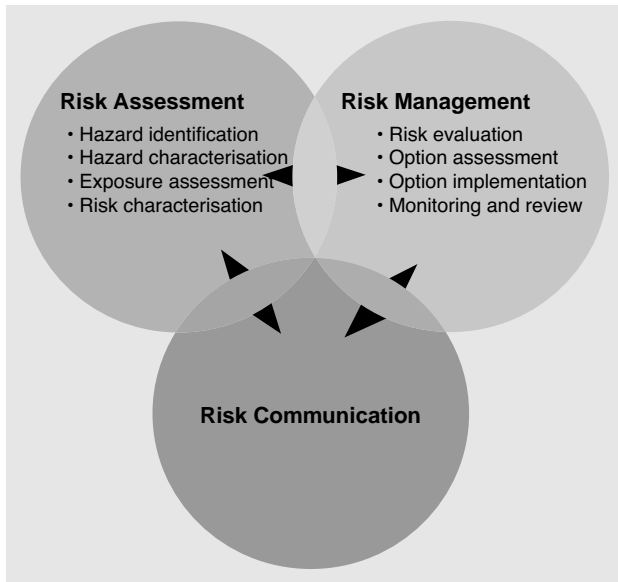 Risk Assessment
• Hazard identification
• Hazard characterisation
• Exposure assessment
• Risk characterisation
Risk Management
• Risk evaluation
• Option assessment
• Option implementation
• Monitoring and review
Risk Communication